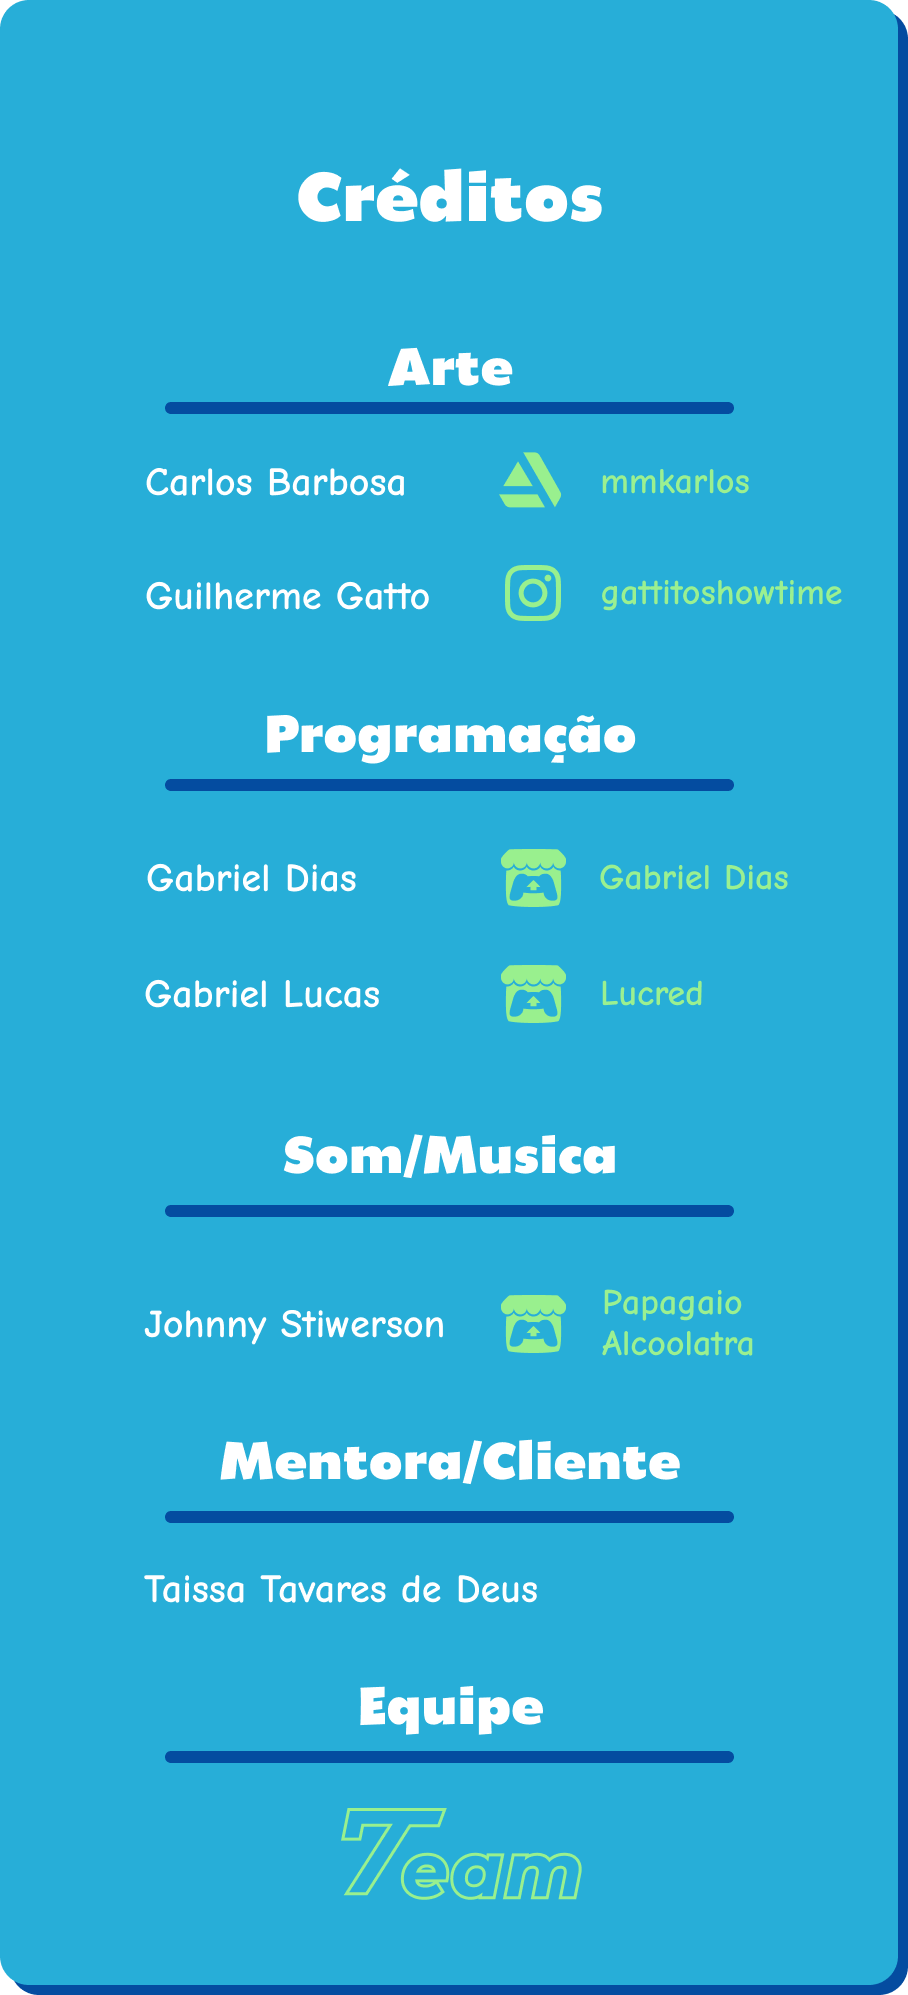 Créditos
Arte
Carlos Barbosa mmkarlos
Guilherme Gatto gattitoshowtime
Programação
Gabriel Dias Gabriel Dias
Gabriel Lucas Lucred
Som/Musica
Johnny Stiwerson Papagaio
Alcoolatra
Mentora/Cliente
Taissa Tavares de Deus
Equipe
7eam